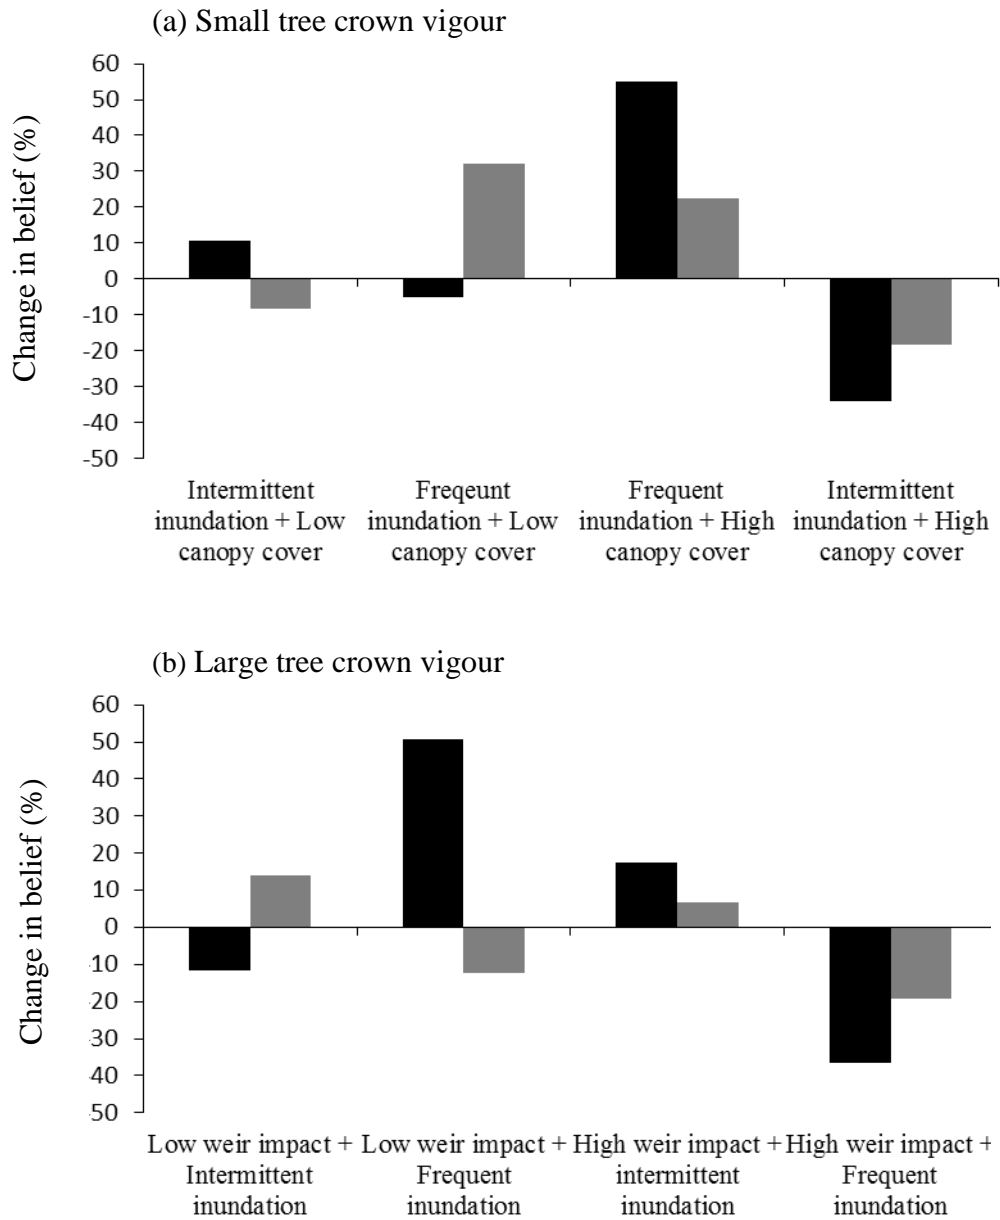 (a) Small tree crown vigour
Change in belief (%)
60
50
40
30
20
10
0
-10
-20
-30
-40
-50
Intermittent
inundation + Low
canopy cover
Freqeunt
inundation + Low
canopy cover
Frequent
inundation + High
canopy cover
Intermittent
inundation + High
canopy cover
(b) Large tree crown vigour
Change in belief (%)
60
50
40
30
20
10
0
-10
-20
-30
-40
-50
Low weir impact +
Intermittent
inundation
Low weir impact +
Frequent
inundation
High weir impact +
intermittent
inundation
High weir impact +
Frequent
inundation